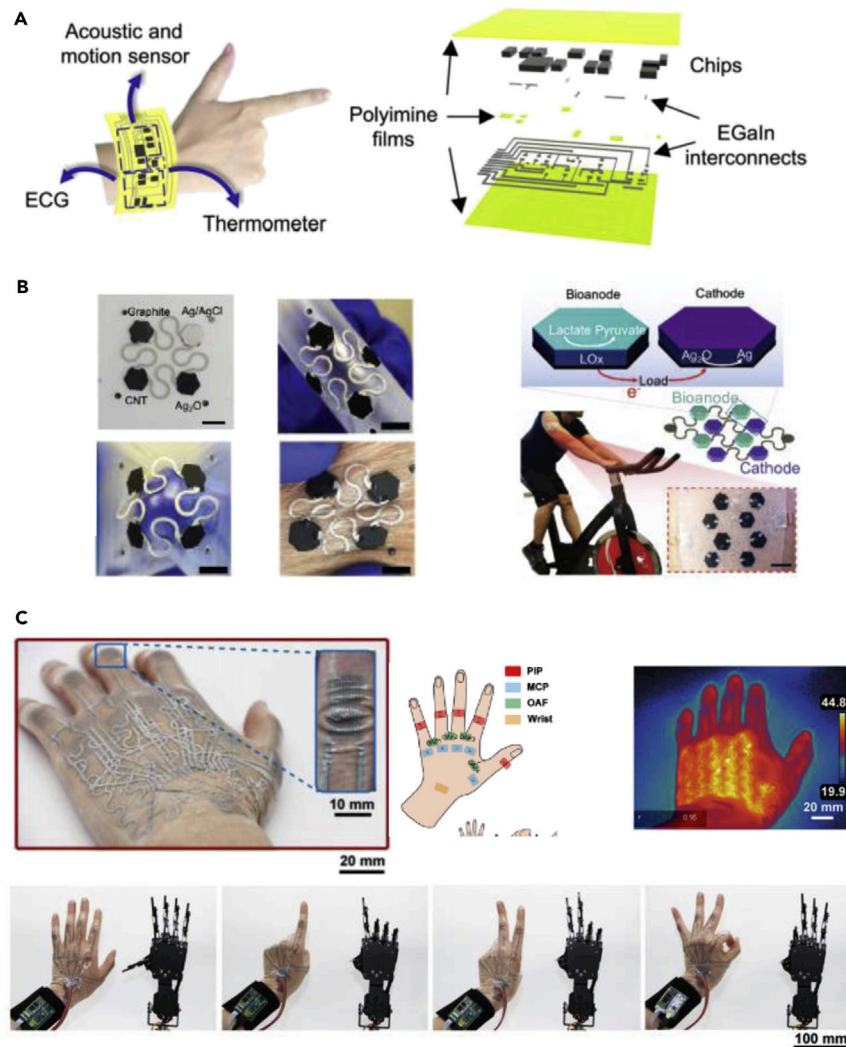 A
Acoustic and
motion sensor
ECG
Thermometer
Polyimine
films
Chips
EGaIn
interconnects
B
Graphite
Ag/AgCl
CNT
Ag₂O
Bioanode
Cathode
Lactate Pyruvate
LOx
Ag₂O
Ag
Load
e⁻
Bioanode
Cathode
C
10 mm
20 mm
PIP
MCP
OAF
Wrist
44.8
19.9
20 mm
0.95
100 mm